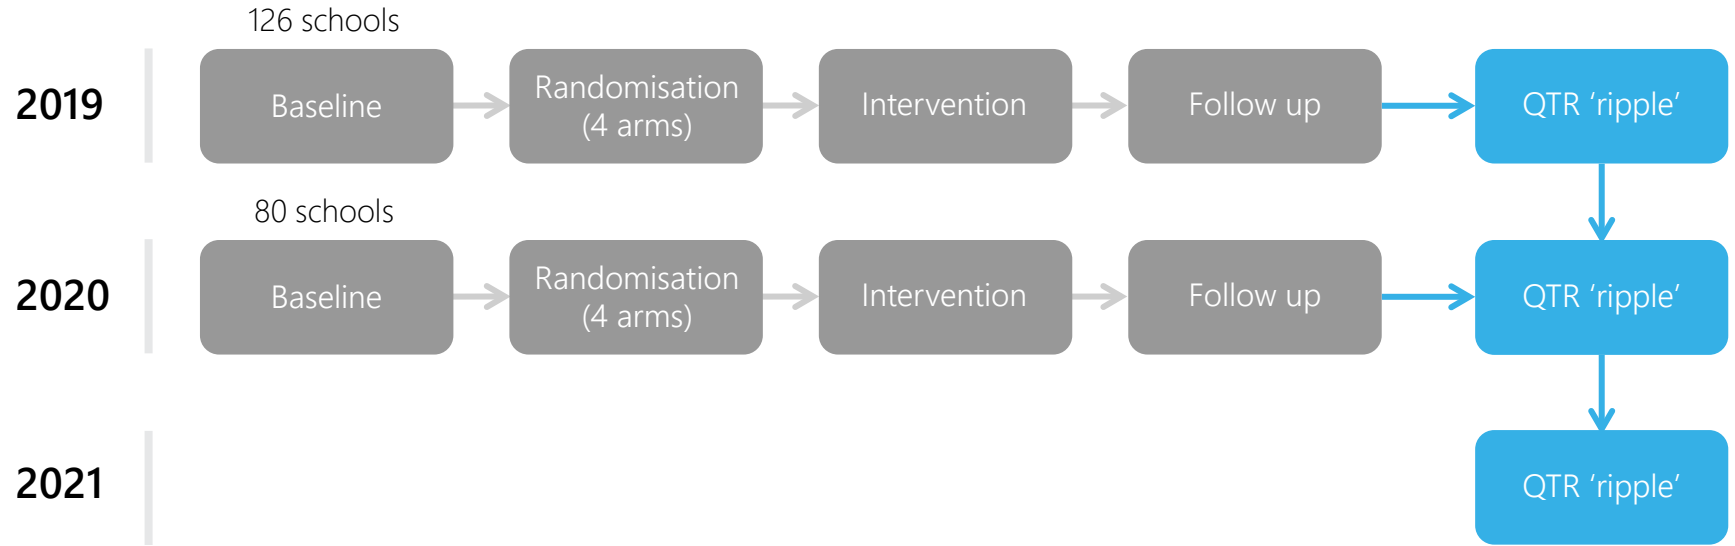 126 schools
2019
Baseline
Randomisation
(4 arms)
Intervention
Follow up
QTR ‘ripple’
80 schools
2020
Baseline
Randomisation
(4 arms)
Intervention
Follow up
QTR ‘ripple’
2021
QTR ‘ripple’